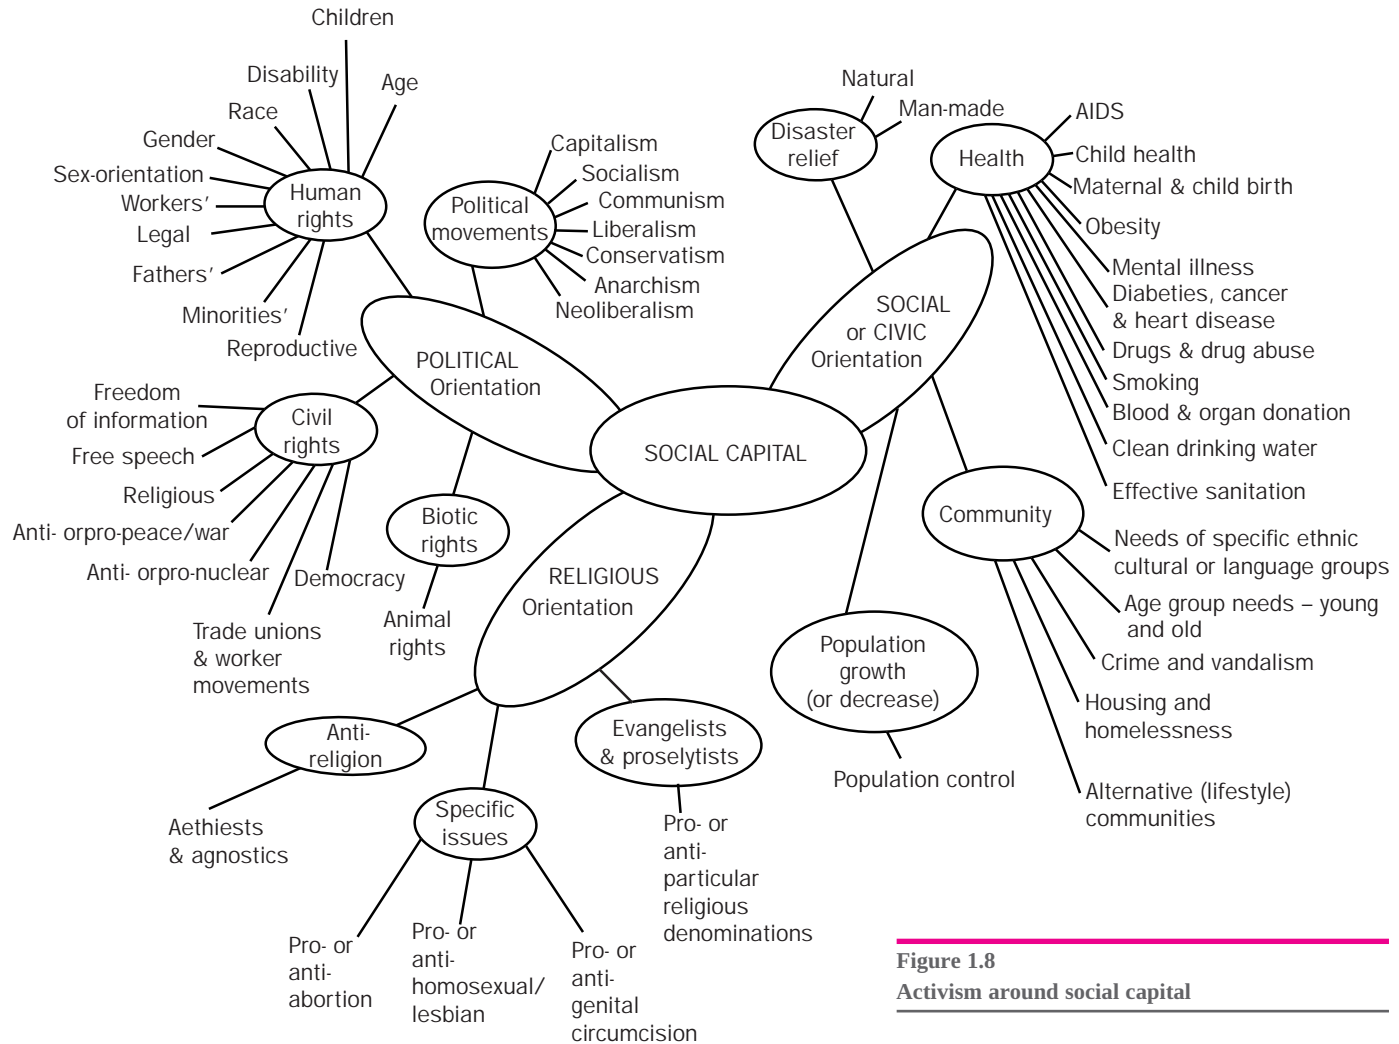 Children
Disability
Age
Race
Gender
Sex-orientation
Workers’
Legal
Fathers’
Minorities’
Reproductive
Human
rights
Political
movements
Capitalism
Socialism
Communism
Liberalism
Conservatism
Anarchism
Neoliberalism
POLITICAL
Orientation
Freedom
of information
Free speech
Religious
Anti- orpro-peace/war
Anti- orpro-nuclear
Trade unions
& worker
movements
Democracy
Civil
rights
Biotic
rights
Animal
rights
SOCIAL CAPITAL
Natural
Man-made
Disaster
relief
Health
AIDS
Child health
Maternal & child birth
Obesity
Mental illness
Diabeties, cancer
& heart disease
Drugs & drug abuse
Smoking
Blood & organ donation
Clean drinking water
Effective sanitation
SOCIAL
or CIVIC
Orientation
Community
Needs of specific ethnic
cultural or language groups
Age group needs – young
and old
Crime and vandalism
Housing and
homelessness
Alternative (lifestyle)
communities
Population
growth
(or decrease)
Population control
RELIGIOUS
Orientation
Anti-
religion
Aethiests
& agnostics
Specific
issues
Pro- or
anti-
abortion
Pro- or
anti-
homosexual/
lesbian
Pro- or
anti-
genital
circumcision
Evangelists
& proselytists
Pro- or
anti-
particular
religious
denominations
Figure 1.8
Activism around social capital